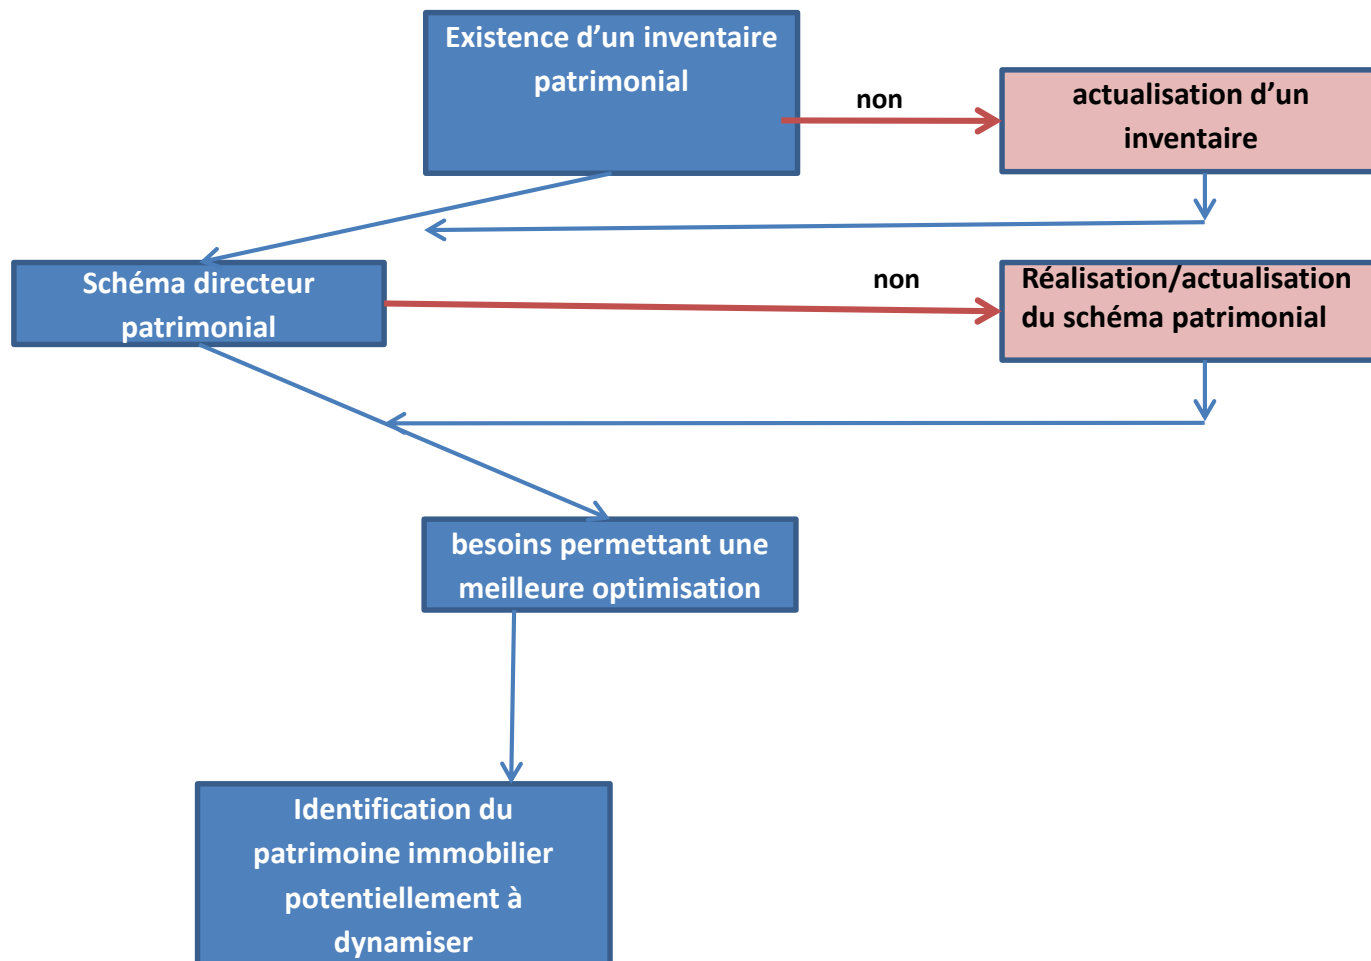 Existence d’un inventaire
patrimonial
non
actualisation d’un
inventaire
Schéma directeur
patrimonial
non
Réalisation/actualisation
du schéma patrimonial
besoins permettant une
meilleure optimisation
Identification du
patrimoine immobilier
potentiellement à
dynamiser